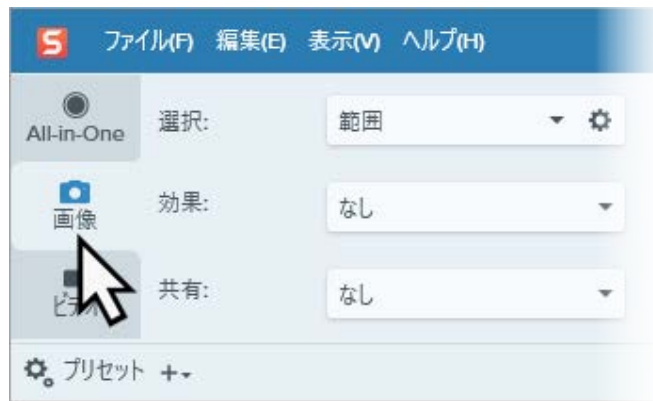 S ファイル(F) 編集(E) 表示(V) ヘルプ(H)
All-in-One
選択: 範囲
画像
効果: なし
共有: なし
プリセット +